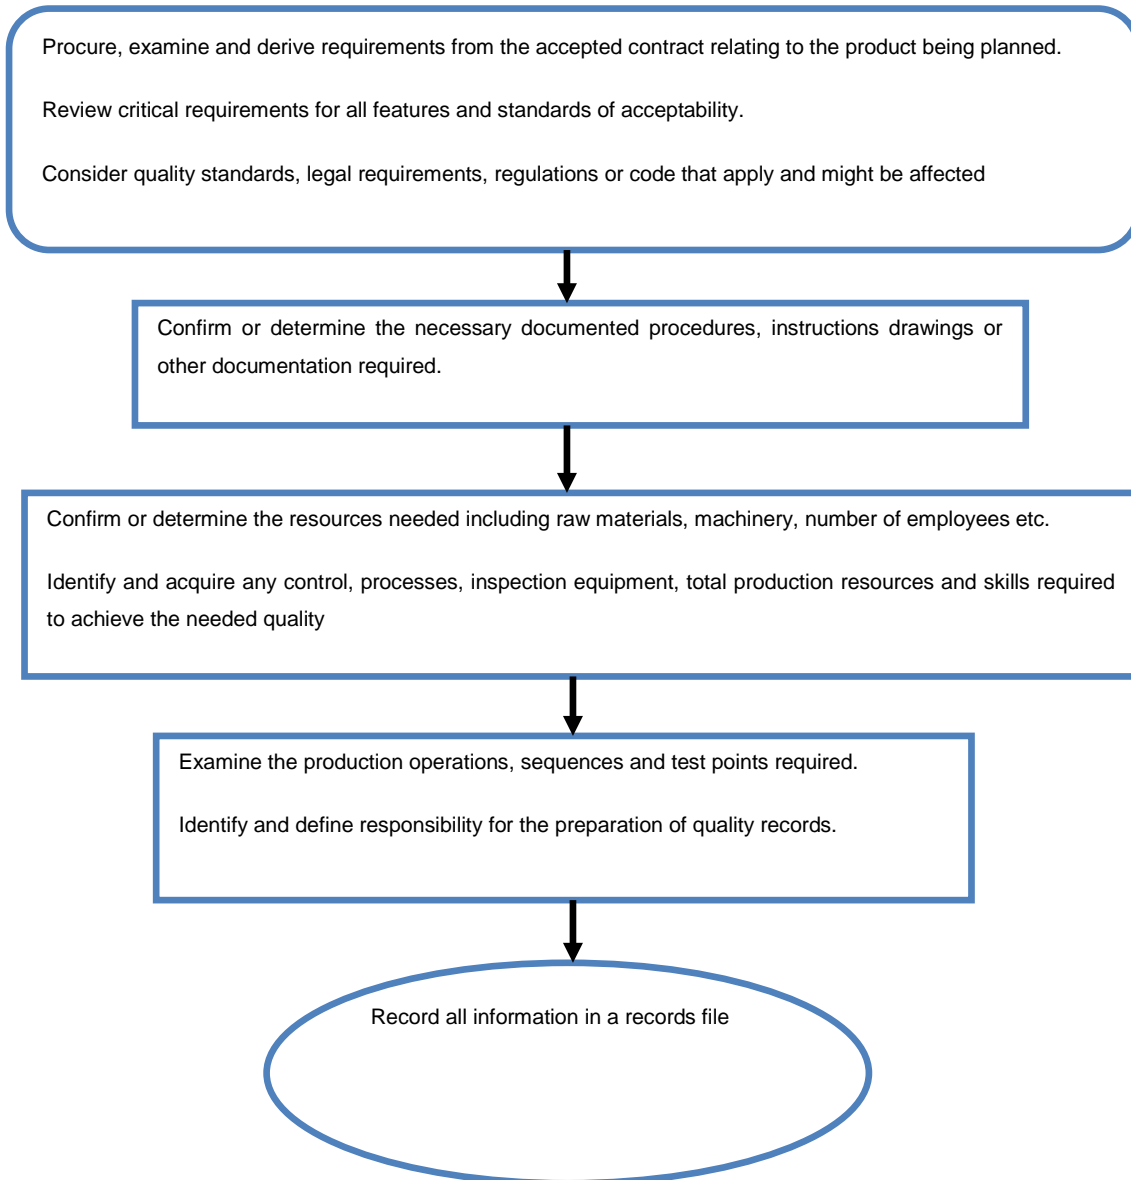 Procure, examine and derive requirements from the accepted contract relating to the product being planned.
Review critical requirements for all features and standards of acceptability.
Consider quality standards, legal requirements, regulations or code that apply and might be affected
Confirm or determine the necessary documented procedures, instructions drawings or
other documentation required.
Confirm or determine the resources needed including raw materials, machinery, number of employees etc.
Identify and acquire any control, processes, inspection equipment, total production resources and skills required
to achieve the needed quality
Examine the production operations, sequences and test points required.
Identify and define responsibility for the preparation of quality records.
Record all information in a records file